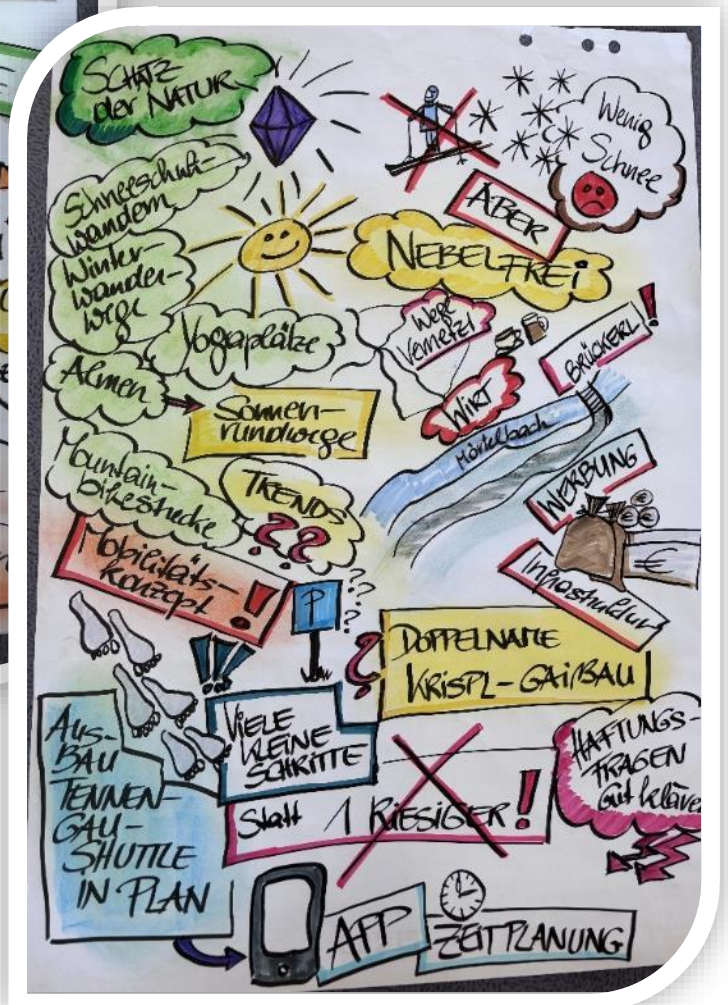 SCHATZ
der NATUR
Wenig
Schnee
ABER
NEBELFREI
Schneeschuh-
wandern
Winter-
wander-
wege
Yogaplätze
Wege
Vernetzt
WIRT
BRÜCKERL!
Almen
Sonnen-
rundwege
Mörtelbach
Mountain-
bikestrecke
TRENDS
??
WERBUNG
€
Infrastruktur
Mobilitäts-
konzept!
P
???
?
DOPPELNAME
KRISPL-GAIßAU
!!!
VIELE
KLEINE
SCHRITTE
Statt 1 RIESIGER!
HAFTUNGS-
FRAGEN
Gut klären
AUS-
BAU
TENNEN-
GAU-
SHUTTLE
IN PLAN
APP
ZEITPLANUNG